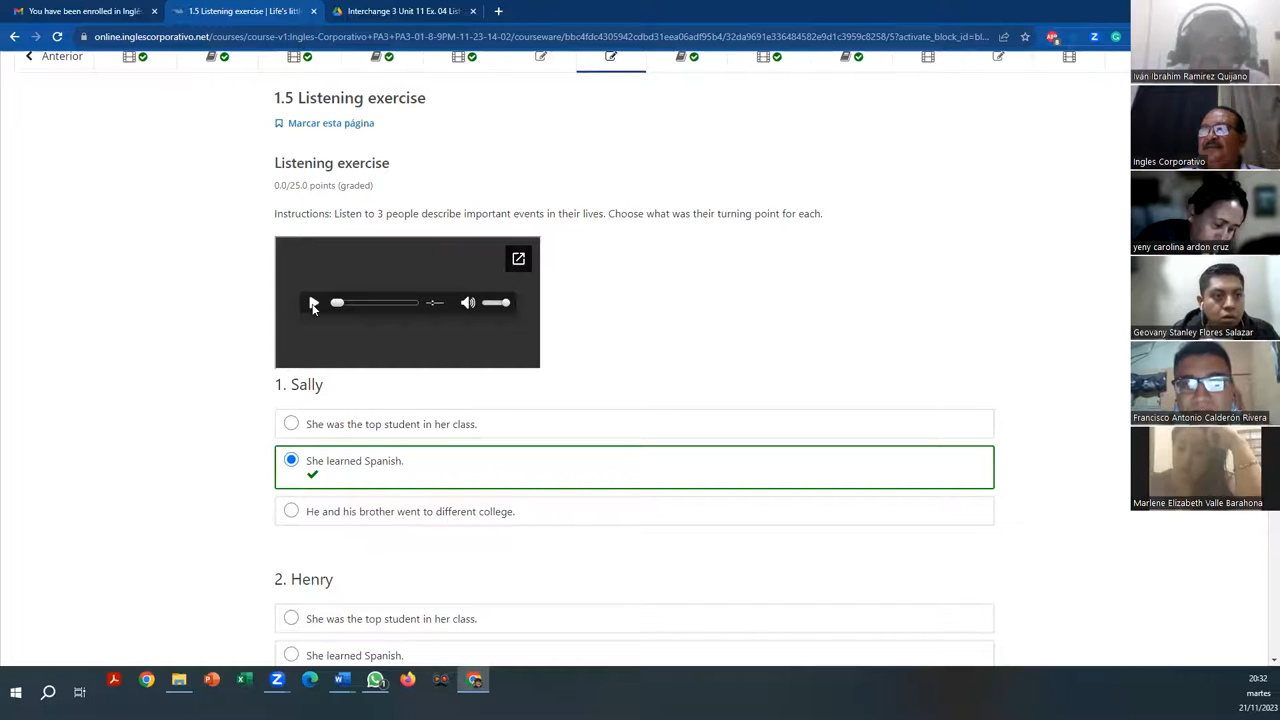 You have been enrolled in Inglé
1.5 Listening exercise | Life's littl
Interchange 3 Unit 11 Ex. 04 List
online.inglescorporativo.net/courses/course-v1:Ingles-Corporativo+PA3+PA3-01-8-9PM-11-23-14-02/courseware/bbc4fdc4305942cdbd31eea06adf95b4/32da9691e336484582e9d1c3959c8258/5?activate_block_id=bl...
Anterior
1.5 Listening exercise
Marcar esta página
Listening exercise
0.0/25.0 points (graded)
Instructions: Listen to 3 people describe important events in their lives. Choose what was their turning point for each.
1. Sally
She was the top student in her class.
She learned Spanish.
He and his brother went to different college.
2. Henry
She was the top student in her class.
She learned Spanish.
Iván Ibrahim Ramirez Quijano
Ingles Corporativo
yeny carolina ardon cruz
Geovany Stanley Flores Salazar
Francisco Antonio Calderón Rivera
Marlene Elizabeth Valle Barahona
20:32
martes
21/11/2023